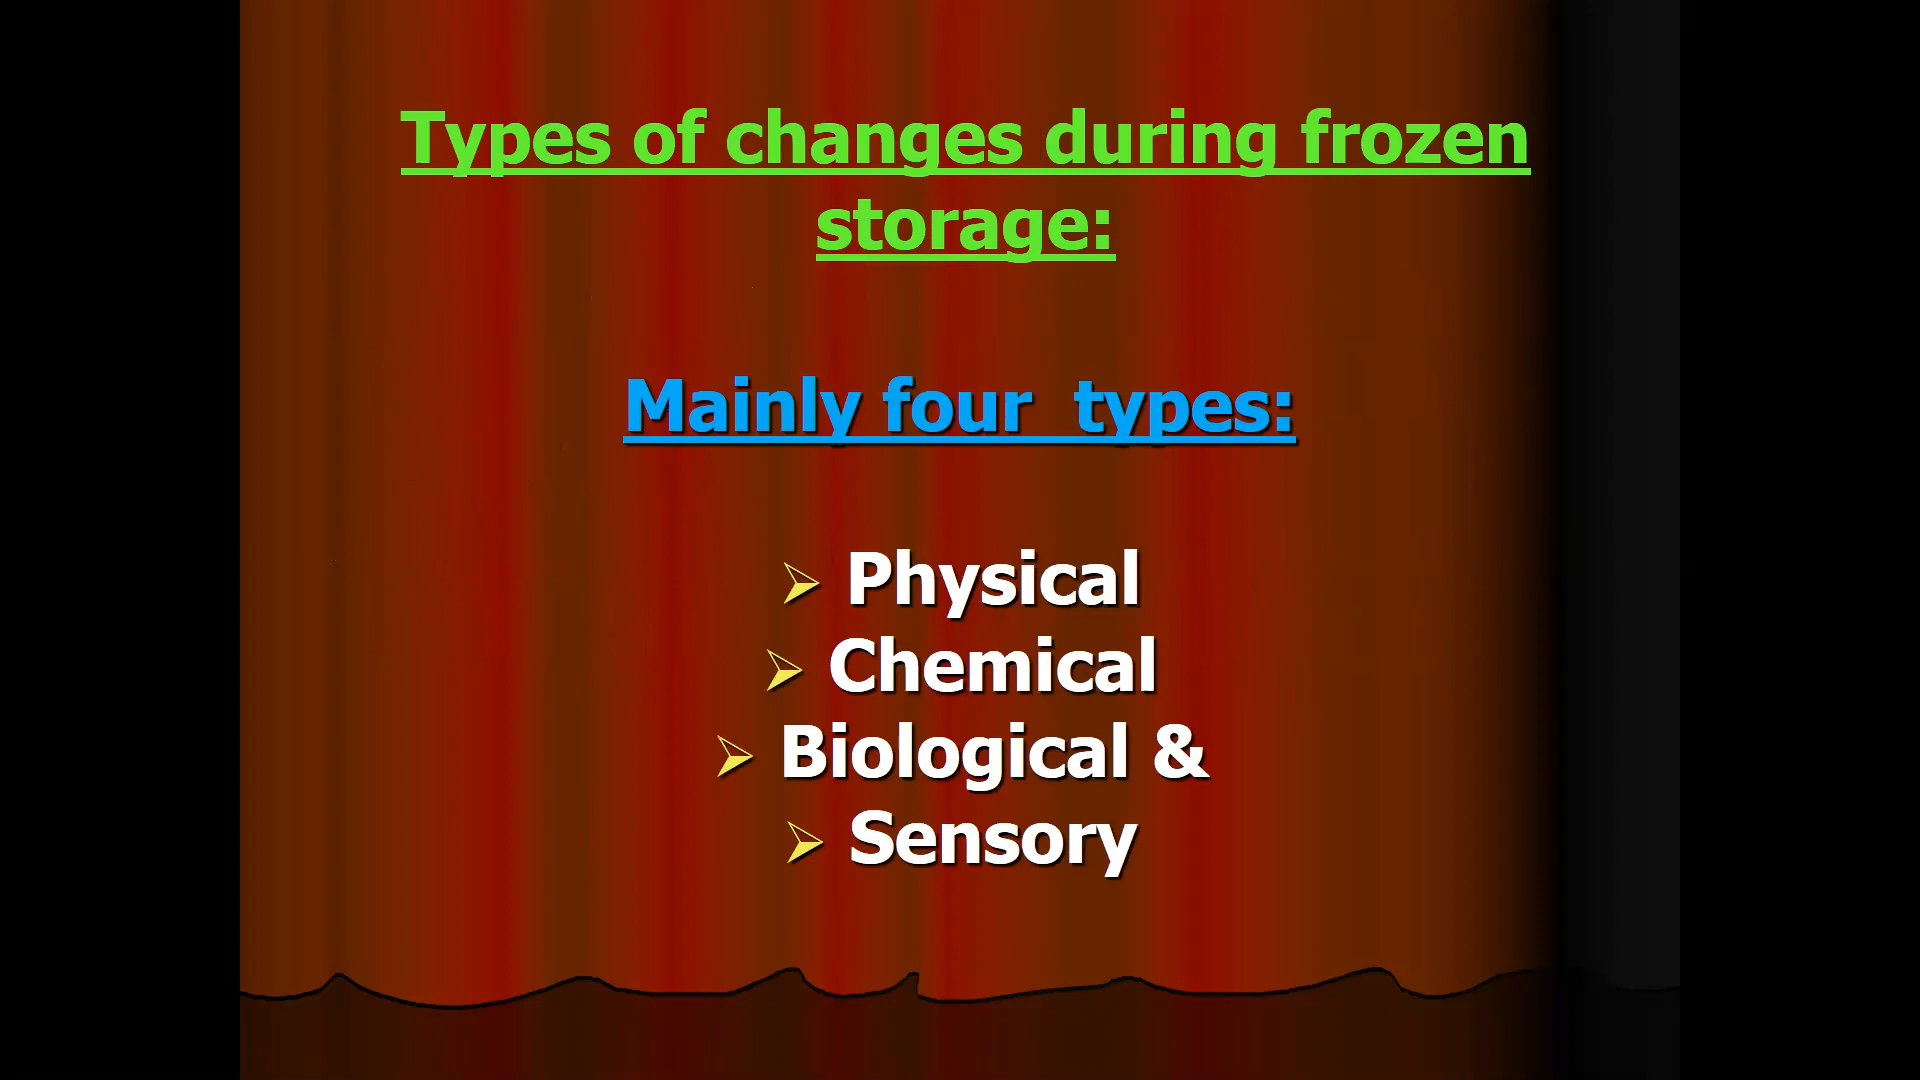 Types of changes during frozen
storage:
Mainly four  types:
➢ Physical
➢ Chemical
➢ Biological &
➢ Sensory